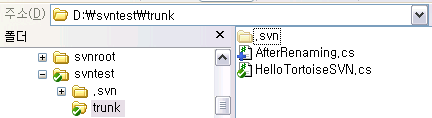 주소(D) D:₩svntest₩trunk
폴더
svnroot
svntest
.svn
trunk
.svn
AfterRenaming.cs
HelloTortoiseSVN.cs